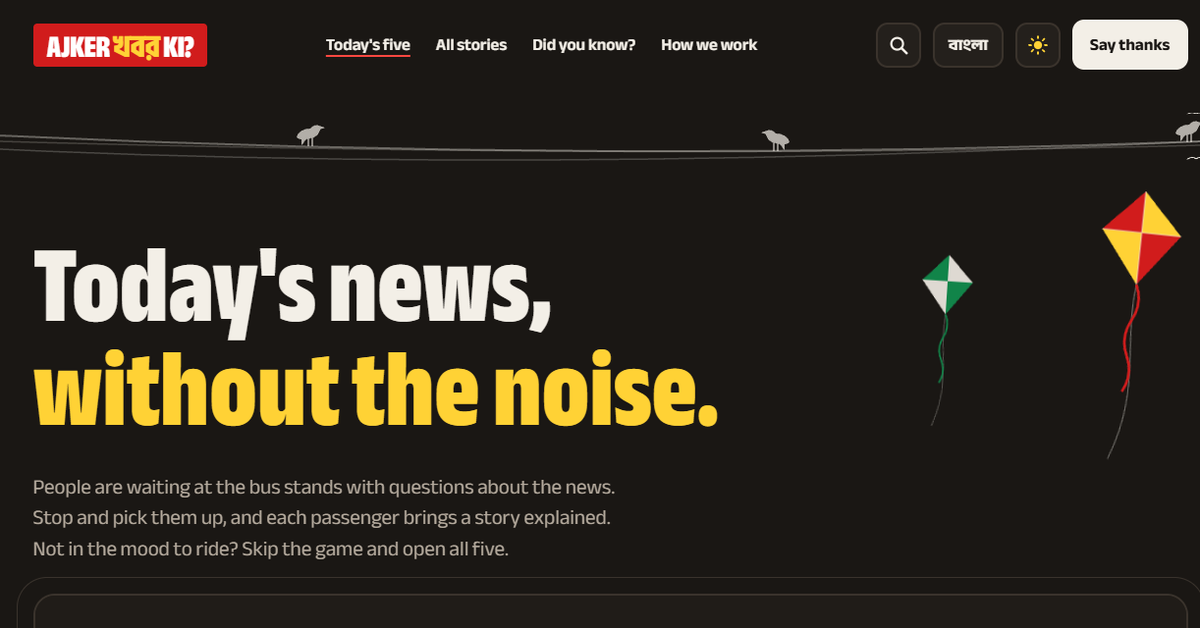 AJKER খবর KI?
Today's five
All stories
Did you know?
How we work
বাংলা
Say thanks
Today's news,
without the noise.
People are waiting at the bus stands with questions about the news.
Stop and pick them up, and each passenger brings a story explained.
Not in the mood to ride? Skip the game and open all five.